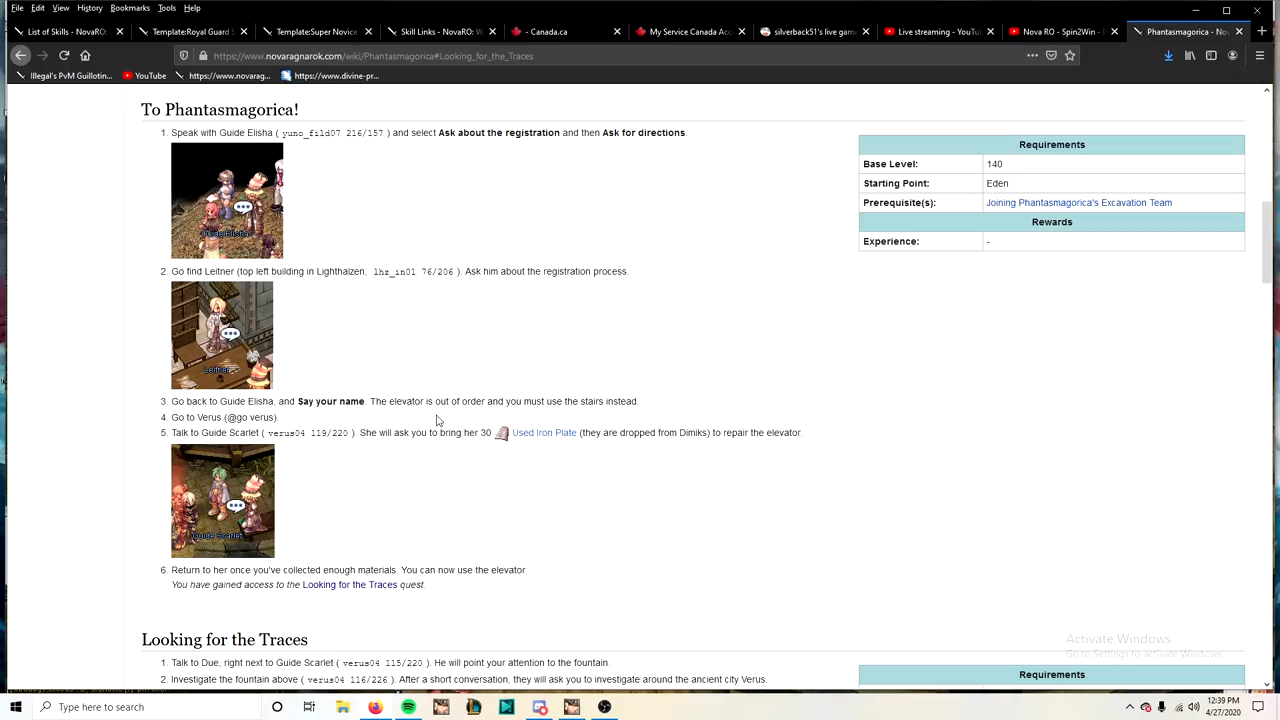 File Edit View History Bookmarks Tools Help
List of Skills - NovaRO: Template:Royal Guard Template:Super Novice Skill Links - NovaRO: W - Canada.ca My Service Canada Acc silverback51's live gam Live streaming - YouTu Nova RO - Spin2Win - Phantasmagorica - No
https://www.novaragnarok.com/wiki/Phantasmagorica#Looking_for_the_Traces
Illegal's PvM Guillotin... YouTube https://www.novarag... https://www.divine-pr...
To Phantasmagorica!
1. Speak with Guide Elisha ( yuno_fild07 216/157 ) and select Ask about the registration and then Ask for directions.
Requirements
Base Level: 140
Starting Point: Eden
Prerequisite(s): Joining Phantasmagorica's Excavation Team
Rewards
Experience: -
Guide Elisha
2. Go find Leitner (top left building in Lighthalzen, lhz_in01 76/206 ). Ask him about the registration process.
Leitner
3. Go back to Guide Elisha, and Say your name. The elevator is out of order and you must use the stairs instead.
4. Go to Verus (@go verus).
5. Talk to Guide Scarlet ( verus04 119/220 ). She will ask you to bring her 30 Used Iron Plate (they are dropped from Dimiks) to repair the elevator.
Guide Scarlet
6. Return to her once you've collected enough materials. You can now use the elevator.
You have gained access to the Looking for the Traces quest.
Looking for the Traces
1. Talk to Due, right next to Guide Scarlet ( verus04 115/220 ). He will point your attention to the fountain.
2. Investigate the fountain above ( verus04 116/226 ). After a short conversation, they will ask you to investigate around the ancient city Verus.
Requirements
Activate Windows
Go to Settings to activate Windows.
Type here to search
12:39 PM
4/27/2020